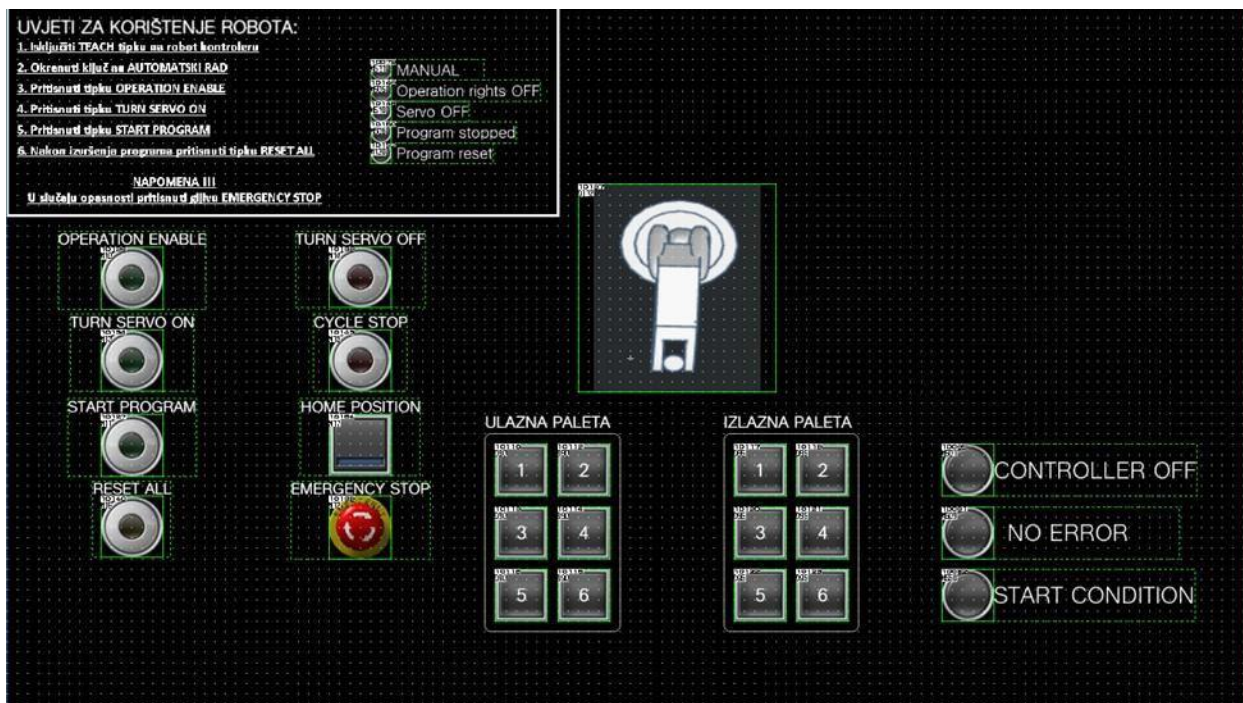 UVJETI ZA KORIŠTENJE ROBOTA:
1. Isključiti TEACH tipku na robot kontroleru
2. Okrenuti ključ na AUTOMATSKI RAD
3. Pritisnuti tipku OPERATION ENABLE
4. Pritisnuti tipku TURN SERVO ON
5. Pritisnuti tipku START PROGRAM
6. Nakon izvršenja programa pritisnuti tipku RESET ALL
NAPOMENA !!!
U slučaju opasnosti pritisnuti gljivu EMERGENCY STOP
MANUAL
Operation rights OFF
Servo OFF
Program stopped
Program reset
OPERATION ENABLE
TURN SERVO OFF
TURN SERVO ON
CYCLE STOP
START PROGRAM
HOME POSITION
RESET ALL
EMERGENCY STOP
ULAZNA PALETA
1 2
3 4
5 6
IZLAZNA PALETA
1 2
3 4
5 6
CONTROLLER OFF
NO ERROR
START CONDITION